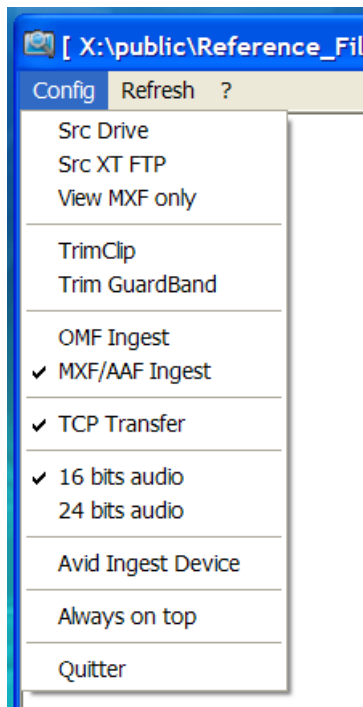 [ X:\public\Reference_Fil
Config Refresh ?
Src Drive
Src XT FTP
View MXF only
TrimClip
Trim GuardBand
OMF Ingest
MXF/AAF Ingest
TCP Transfer
16 bits audio
24 bits audio
Avid Ingest Device
Always on top
Quitter